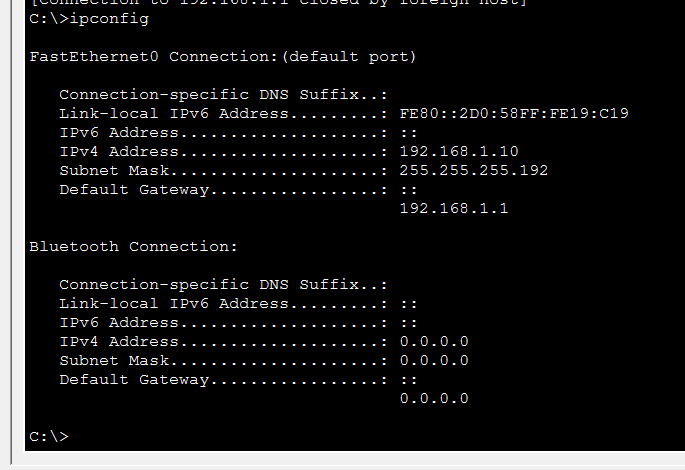 [Connection to 192.168.1.1 closed by foreign host]
C:\>ipconfig
FastEthernet0 Connection:(default port)
Connection-specific DNS Suffix..:
Link-local IPv6 Address.........: FE80::2D0:58FF:FE19:C19
IPv6 Address....................: ::
IPv4 Address....................: 192.168.1.10
Subnet Mask.....................: 255.255.255.192
Default Gateway.................: ::
192.168.1.1
Bluetooth Connection:
Connection-specific DNS Suffix..:
Link-local IPv6 Address.........: ::
IPv6 Address....................: ::
IPv4 Address....................: 0.0.0.0
Subnet Mask.....................: 0.0.0.0
Default Gateway.................: ::
0.0.0.0
C:\>